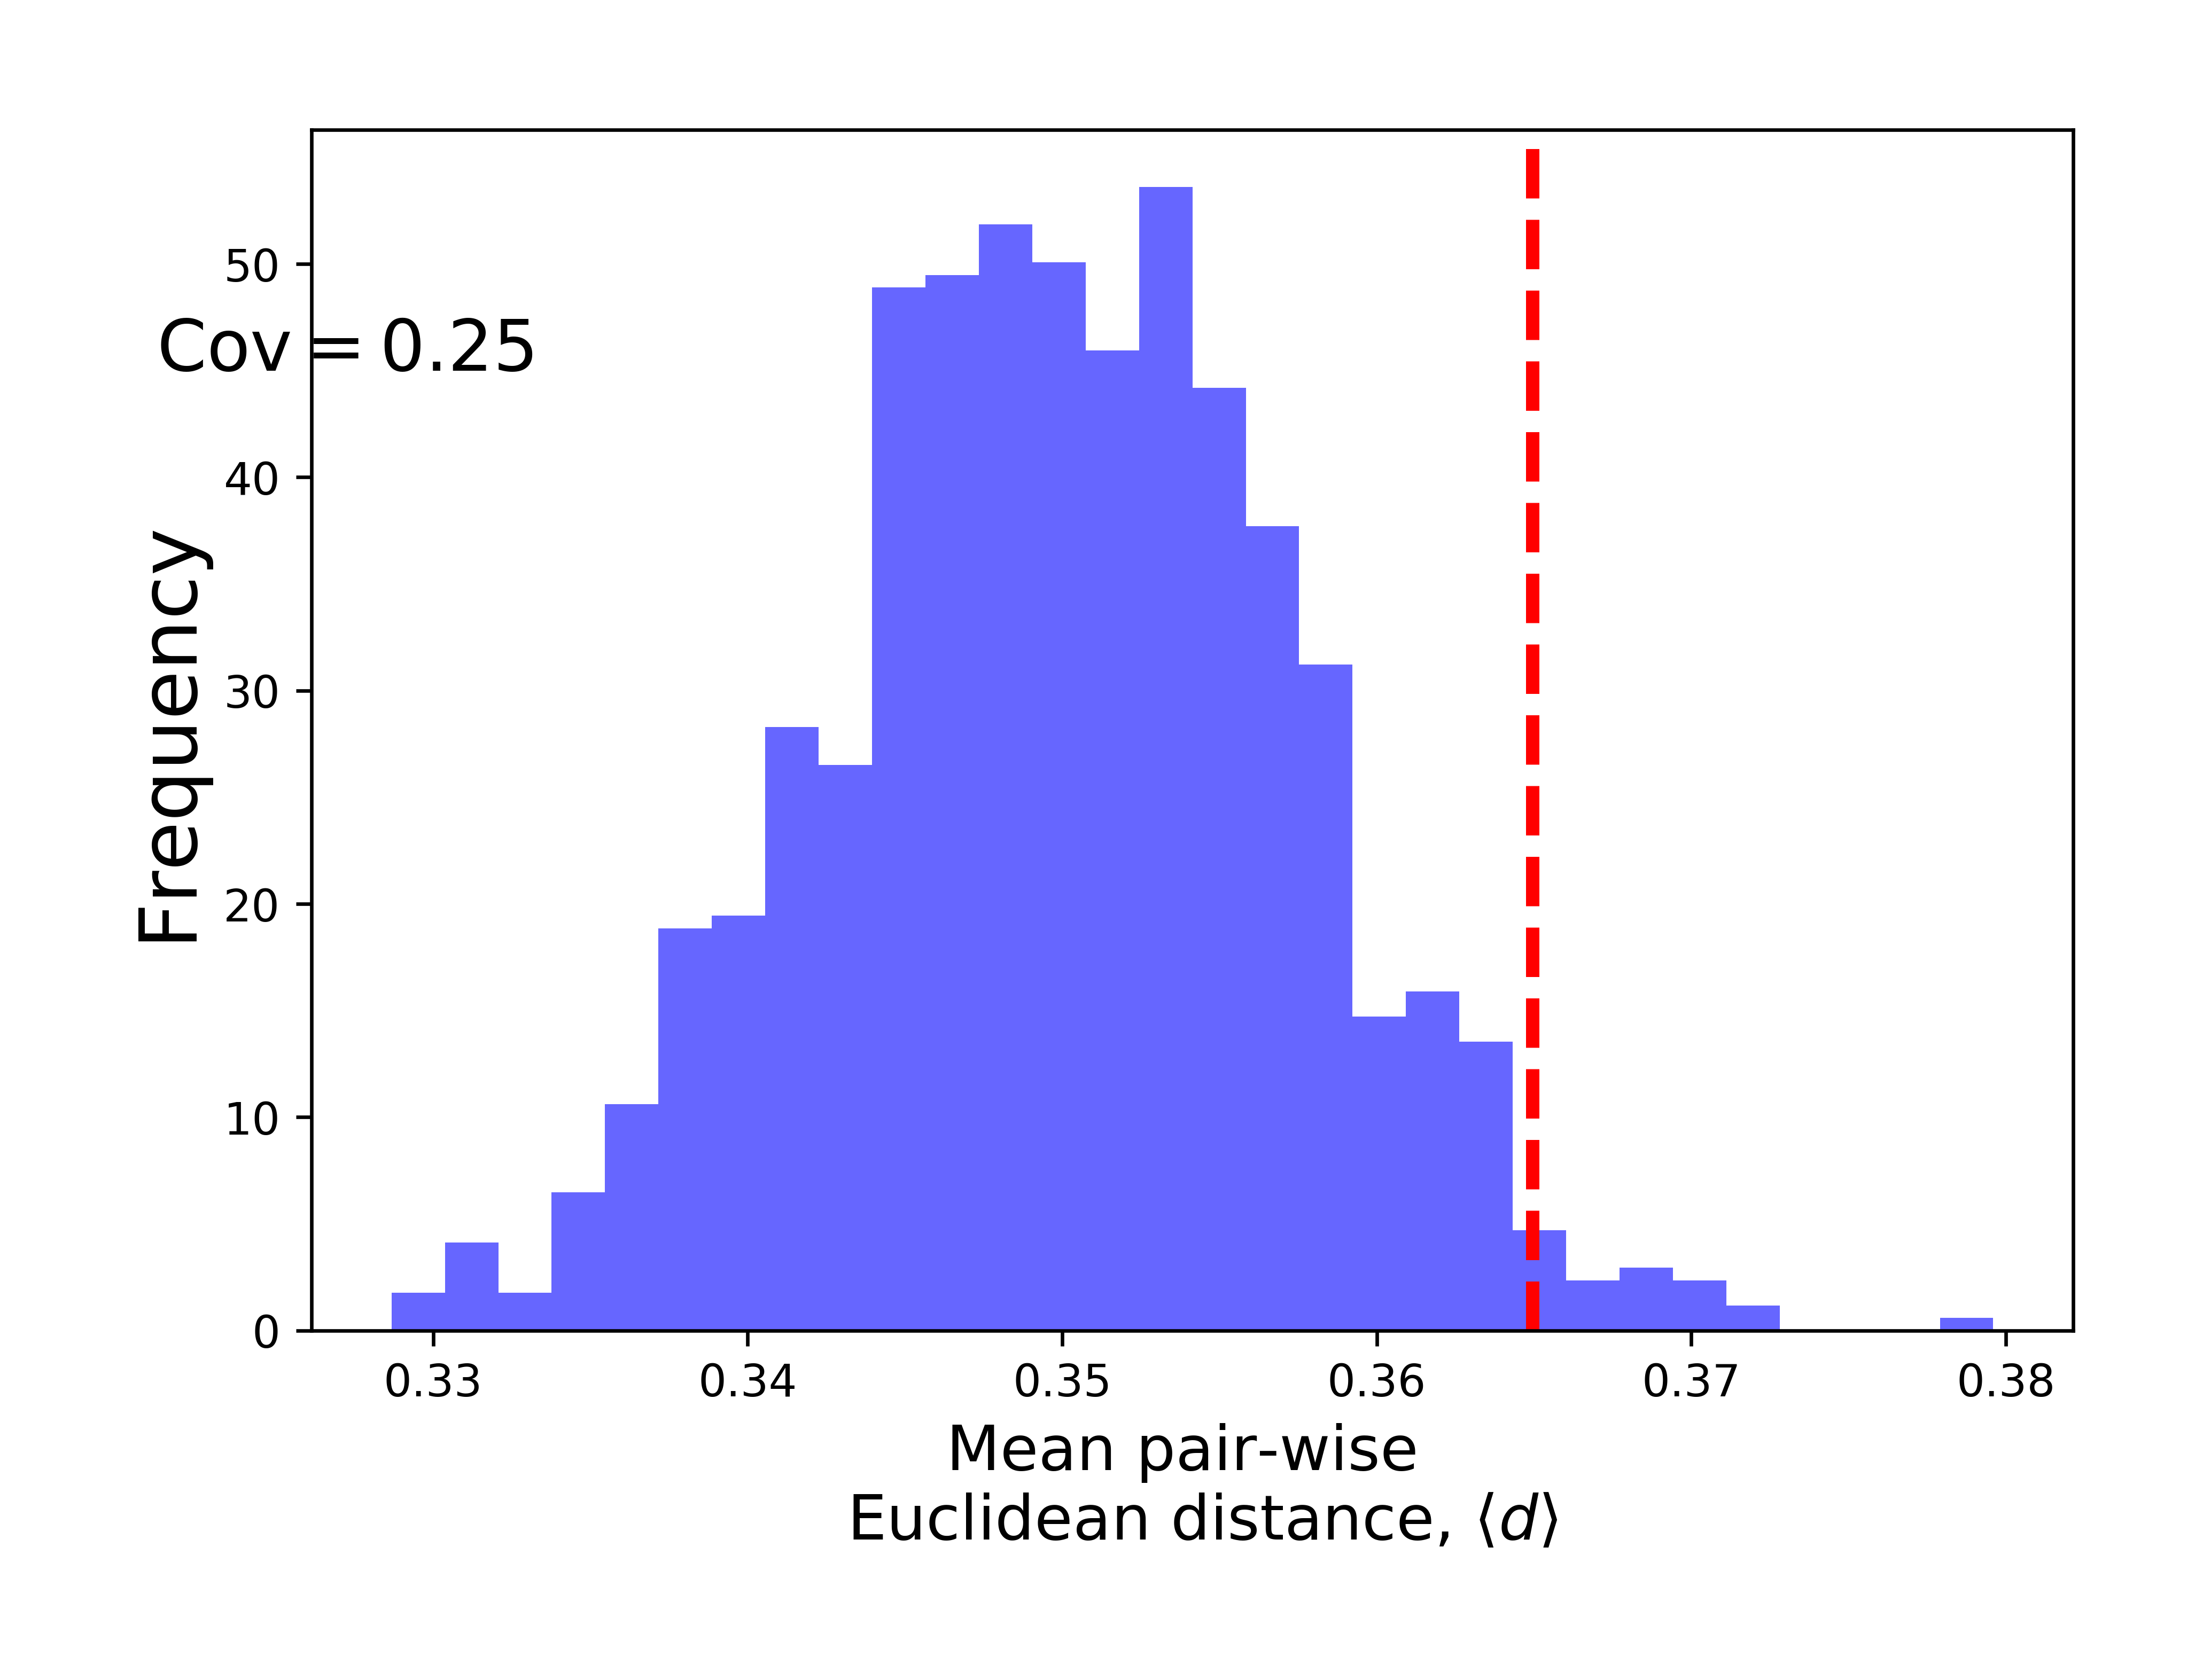 50
Cov = 0.25
40
30
20
10
0
Frequency
0.33 0.34 0.35 0.36 0.37 0.38
Mean pair-wise
Euclidean distance, ⟨d⟩